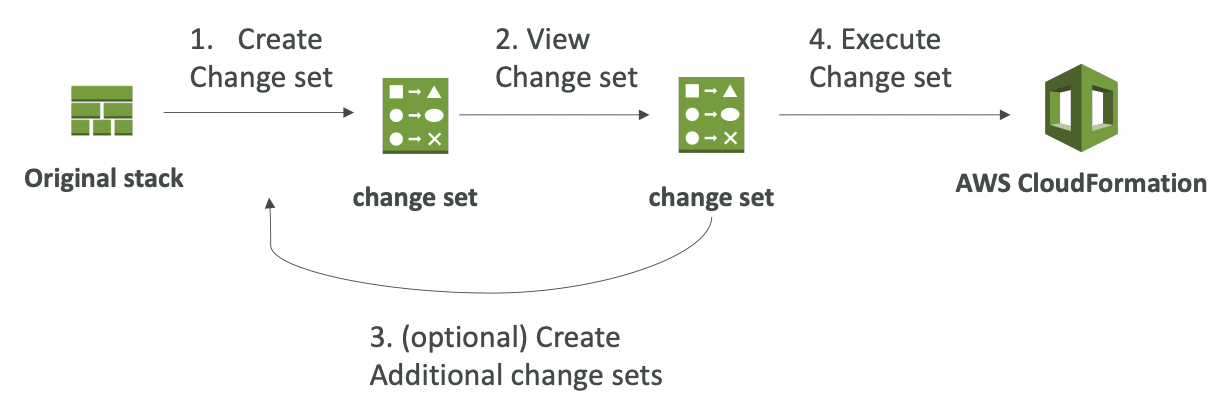 1. Create
Change set
2. View
Change set
4. Execute
Change set
Original stack
change set
change set
AWS CloudFormation
3. (optional) Create
Additional change sets